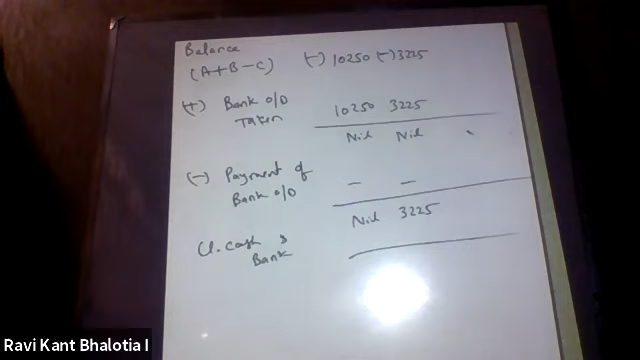 Balance
(A+B-C) (-) 10250 (-) 3225
(+) Bank O/D
Taken 10250 3225
Nil Nil
(-) Payment of
Bank O/D — —
Nil 3225
Cl. Cash &
Bank
Ravi Kant Bhalotia I